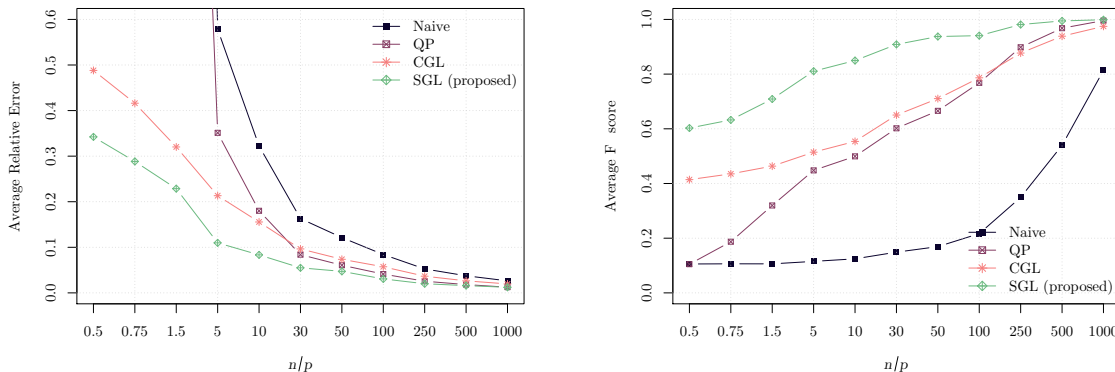 Average Relative Error
0.6
0.5
0.4
0.3
0.2
0.1
0.0
Naive
QP
CGL
SGL (proposed)
0.5 0.75 1.5 5 10 30 50 100 250 500 1000
n/p
Average F score
1.0
0.8
0.6
0.4
0.2
0.0
Naive
QP
CGL
SGL (proposed)
0.5 0.75 1.5 5 10 30 50 100 250 500 1000
n/p